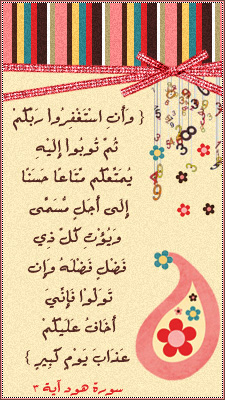 { وَأَنِ اسْتَغْفِرُوا رَبَّكُمْ
ثُمَّ تُوبُوا إِلَيْهِ
يُمَتِّعْكُم مَّتَاعًا حَسَنًا
إِلَى أَجَلٍ مُّسَمًّى
وَيُؤْتِ كُلَّ ذِي
فَضْلٍ فَضْلَهُ وَإِن
تَوَلَّوْا فَإِنِّيَ
أَخَافُ عَلَيْكُمْ
عَذَابَ يَوْمٍ كَبِيرٍ }
سورة هود آية ٣